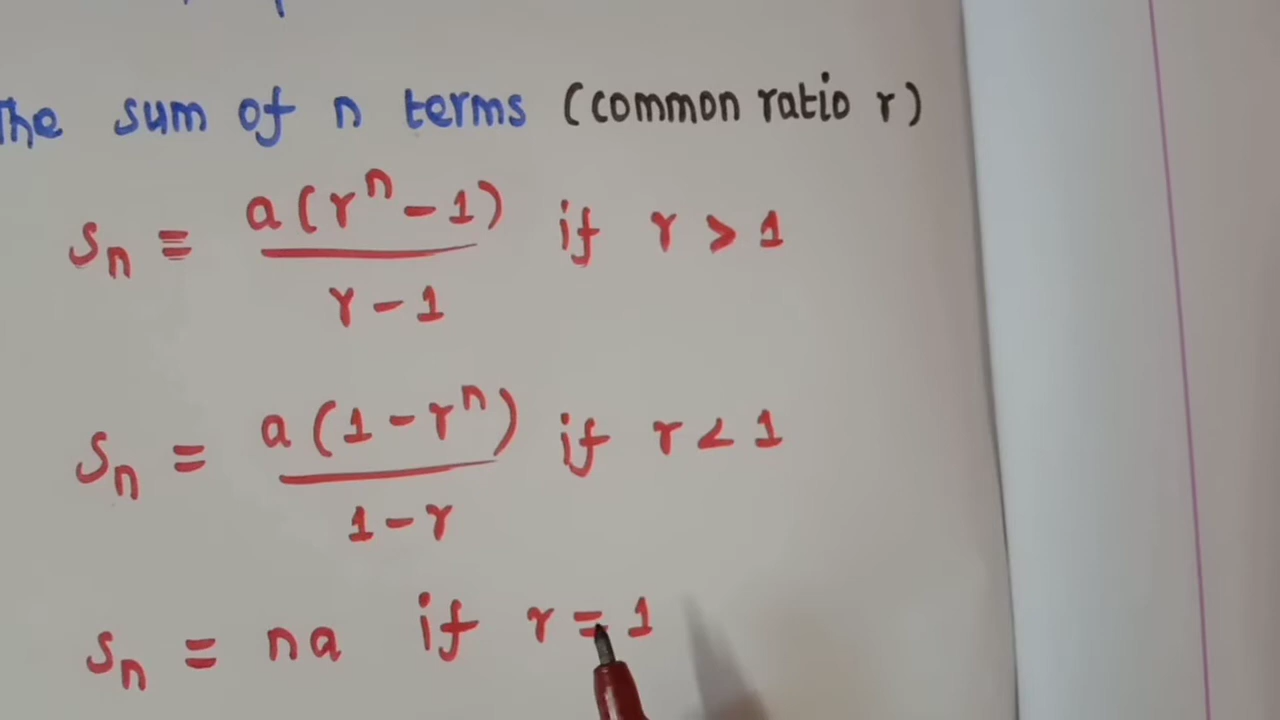 The sum of n terms (common ratio r)
Sn = a(r^n - 1) / r - 1 if r > 1
Sn = a(1 - r^n) / 1 - r if r < 1
Sn = na if r = 1